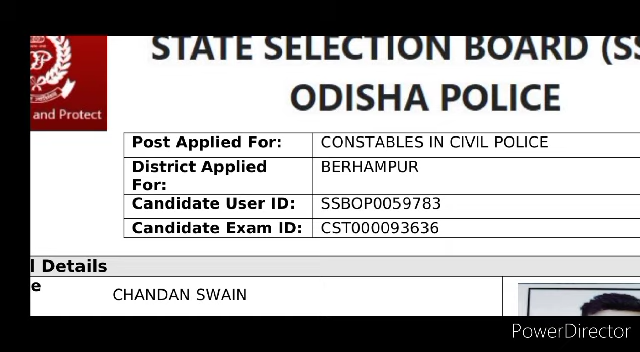 STATE SELECTION BOARD (SS
ODISHA POLICE
and Protect
Post Applied For: CONSTABLES IN CIVIL POLICE
District Applied For: BERHAMPUR
Candidate User ID: SSBOP0059783
Candidate Exam ID: CST000093636
l Details
e
CHANDAN SWAIN
PowerDirector